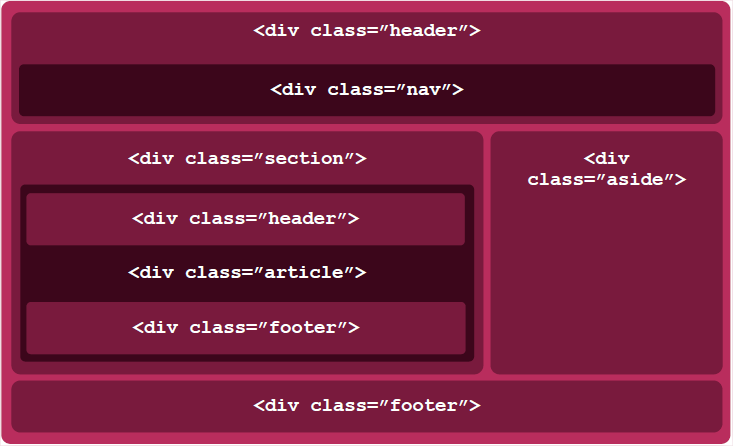 <div class=”header”>
<div class=”nav”>
<div class=”section”>
<div class=”header”>
<div class=”article”>
<div class=”footer”>
<div
class=”aside”>
<div class=”footer”>